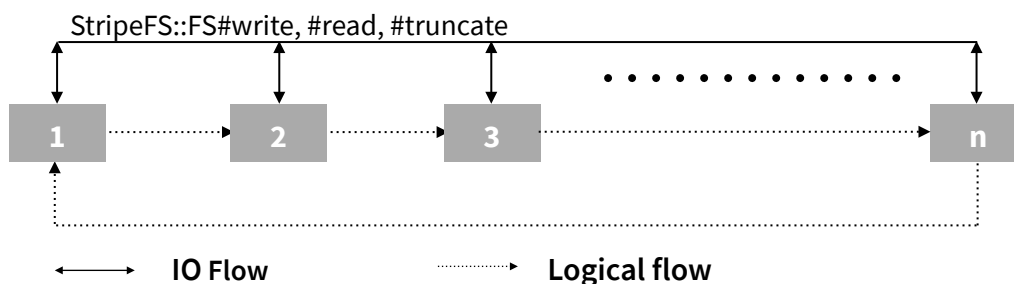 StripeFS::FS#write, #read, #truncate
1 2 3 n
IO Flow Logical flow